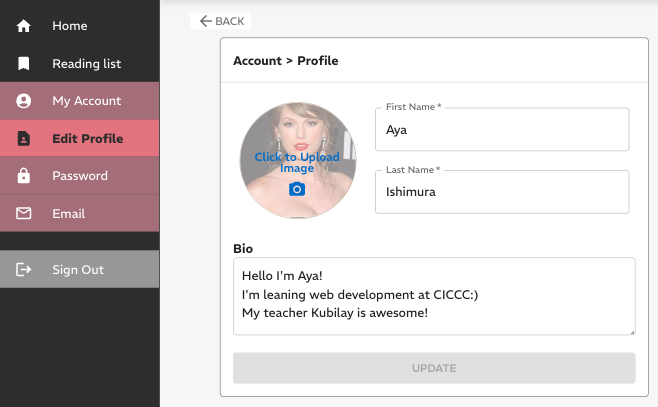 Home
Reading list
My Account
Edit Profile
Password
Email
Sign Out
BACK
Account > Profile
Click to Upload
Image
First Name *
Aya
Last Name *
Ishimura
Bio
Hello I'm Aya!
I'm leaning web development at CICCC:)
My teacher Kubilay is awesome!
UPDATE